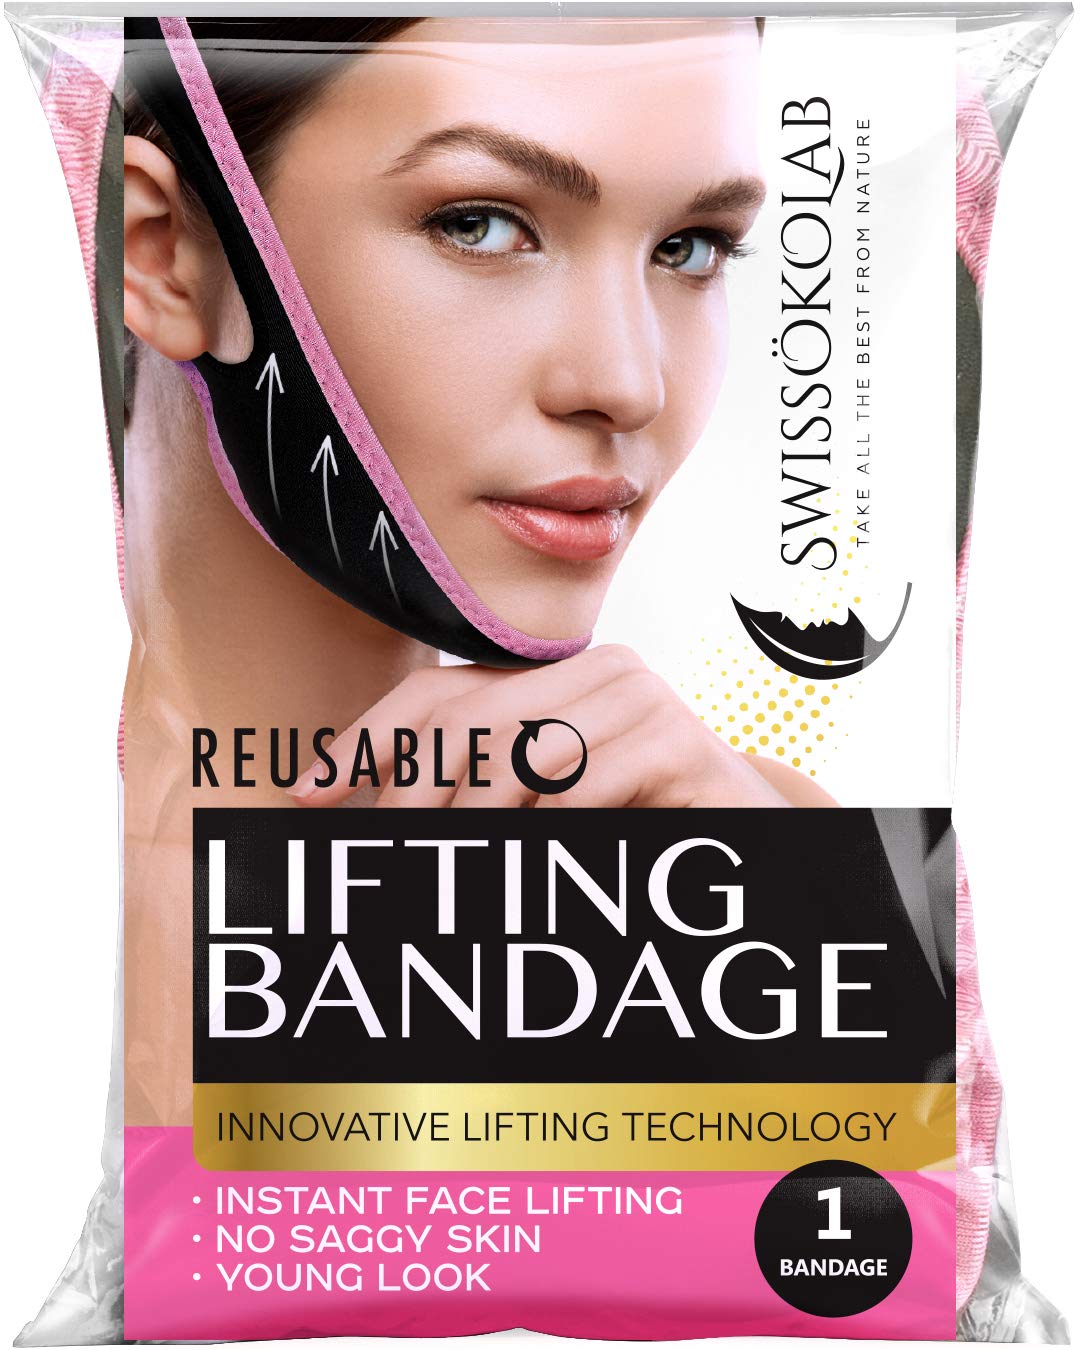 SWISSÖKOLAB
TAKE ALL THE BEST FROM NATURE
REUSABLE
LIFTING
BANDAGE
INNOVATIVE LIFTING TECHNOLOGY
• INSTANT FACE LIFTING
• NO SAGGY SKIN
• YOUNG LOOK
1
BANDAGE